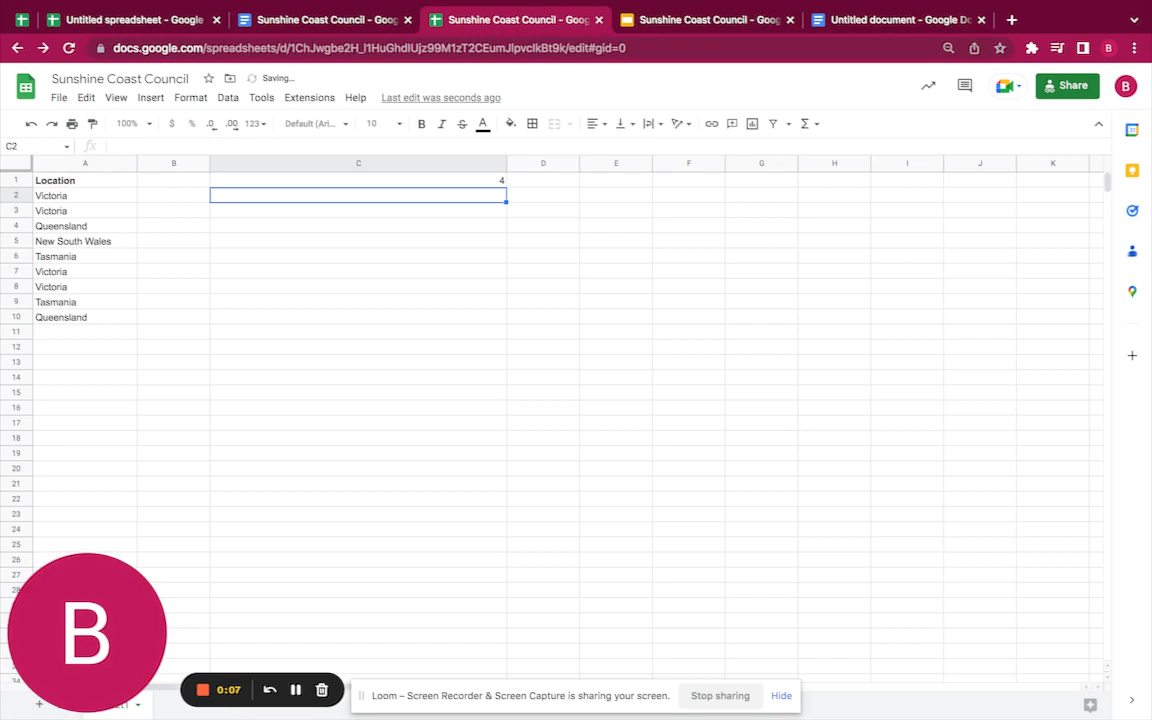 Untitled spreadsheet - Google
Sunshine Coast Council - Goog
Sunshine Coast Council - Goog
Sunshine Coast Council - Goog
Untitled document - Google Do
docs.google.com/spreadsheets/d/1ChJwgbe2H_I1HuGhdIUjz99M1zT2CEumJlpvclkBt9k/edit#gid=0
B
Sunshine Coast Council
Saving...
File Edit View Insert Format Data Tools Extensions Help Last edit was seconds ago
Share
B
100% $ % .0 .00 123 Default (Ari... 10 B I S A
C2 fx
A B C D E F G H I J K
1 Location 4
2 Victoria
3 Victoria
4 Queensland
5 New South Wales
6 Tasmania
7 Victoria
8 Victoria
9 Tasmania
10 Queensland
11
12
13
14
15
16
17
18
19
20
21
22
23
24
25
26
27
28
B
0:07
Loom – Screen Recorder & Screen Capture is sharing your screen. Stop sharing Hide